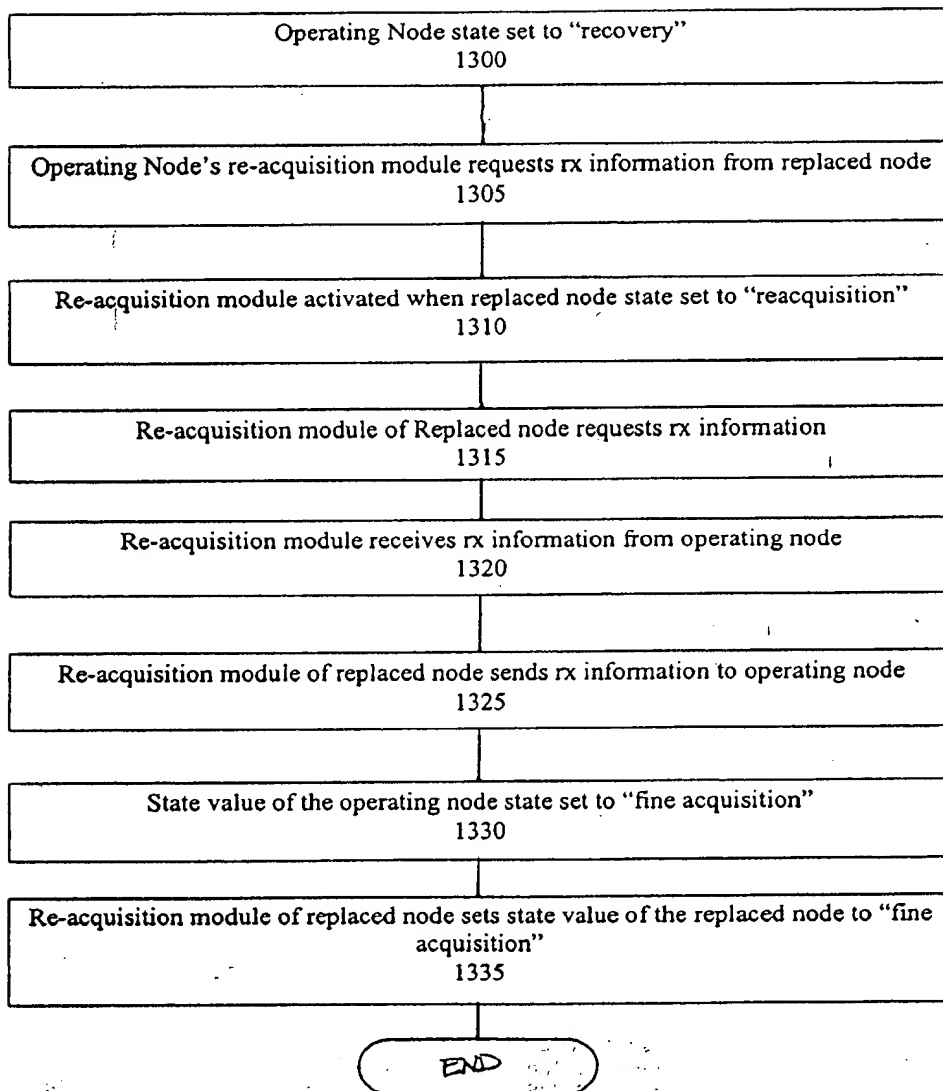 Operating Node state set to “recovery”
1300
Operating Node’s re-acquisition module requests rx information from replaced node
1305
Re-acquisition module activated when replaced node state set to “reacquisition”
1310
Re-acquisition module of Replaced node requests rx information
1315
Re-acquisition module receives rx information from operating node
1320
Re-acquisition module of replaced node sends rx information to operating node
1325
State value of the operating node state set to “fine acquisition”
1330
Re-acquisition module of replaced node sets state value of the replaced node to “fine
acquisition”
1335
END